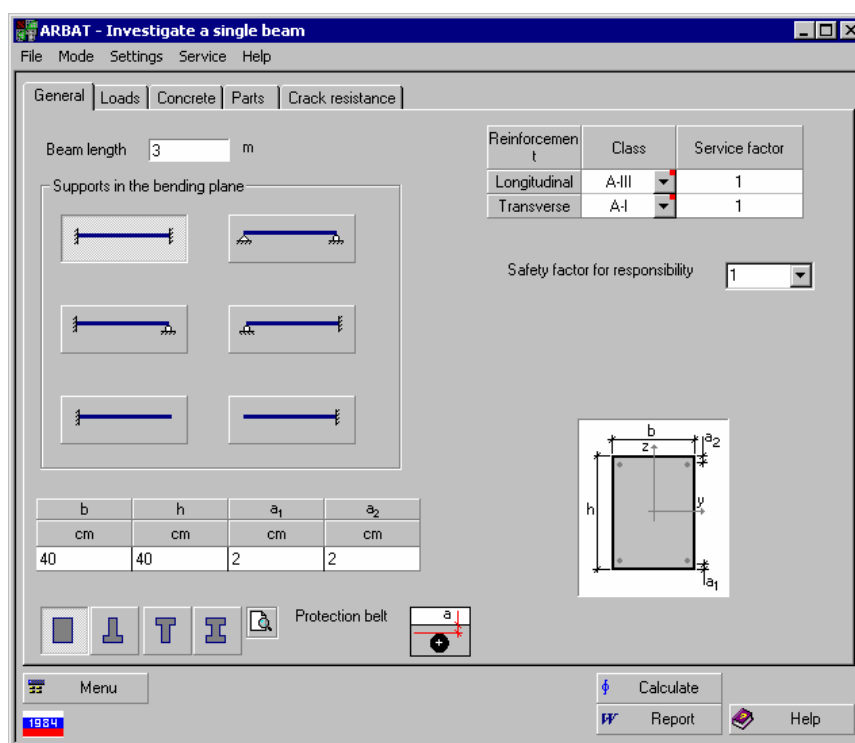 ARBAT - Investigate a single beam
File Mode Settings Service Help
General Loads Concrete Parts Crack resistance
Beam length 3 m
Supports in the bending plane
Reinforcemen
t
Class Service factor
Longitudinal A-III 1
Transverse A-I 1
Safety factor for responsibility 1
b h a₁ a₂
cm cm cm cm
40 40 2 2
b
z
a₂
h
y
a₁
Protection belt
a
Menu
Calculate
1984
Report
Help